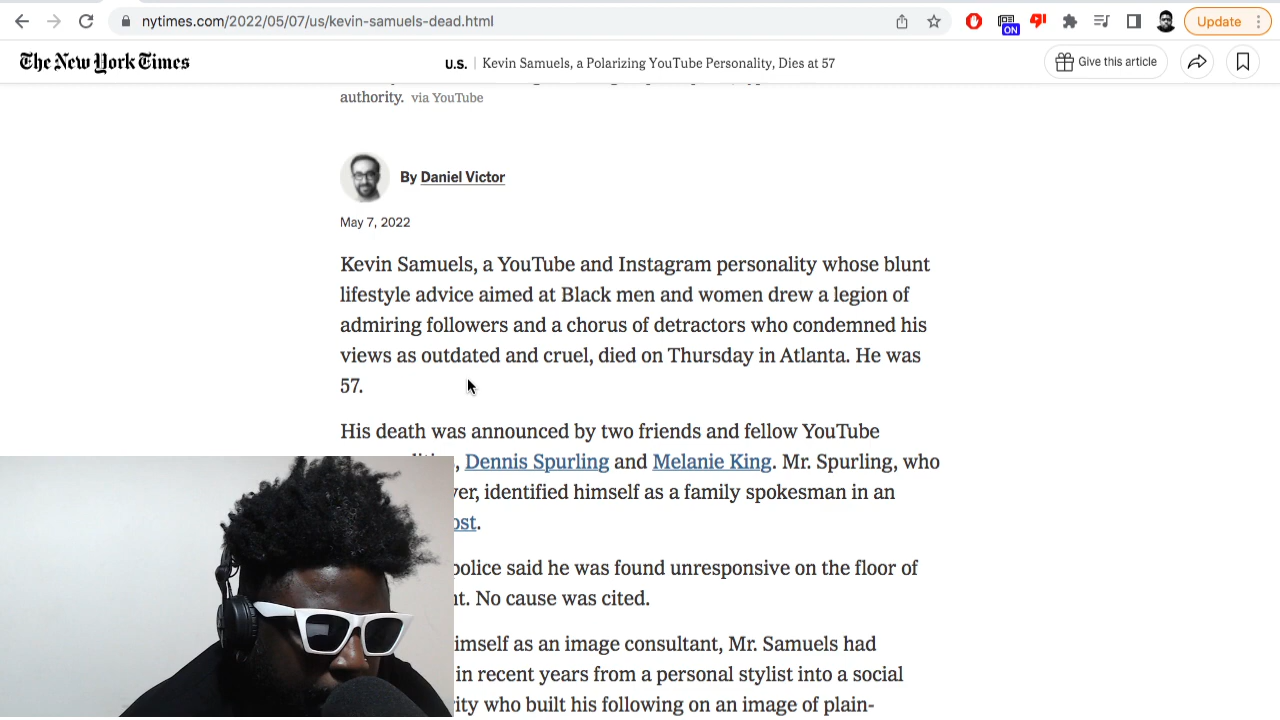 nytimes.com/2022/05/07/us/kevin-samuels-dead.html
ON
Update
The New York Times
U.S. | Kevin Samuels, a Polarizing YouTube Personality, Dies at 57
Give this article
authority. via YouTube
By Daniel Victor
May 7, 2022
Kevin Samuels, a YouTube and Instagram personality whose blunt
lifestyle advice aimed at Black men and women drew a legion of
admiring followers and a chorus of detractors who condemned his
views as outdated and cruel, died on Thursday in Atlanta. He was
57.
His death was announced by two friends and fellow YouTube
, Dennis Spurling and Melanie King. Mr. Spurling, who
identified himself as a family spokesman in an
police said he was found unresponsive on the floor of
No cause was cited.
imself as an image consultant, Mr. Samuels had
in recent years from a personal stylist into a social
who built his following on an image of plain-